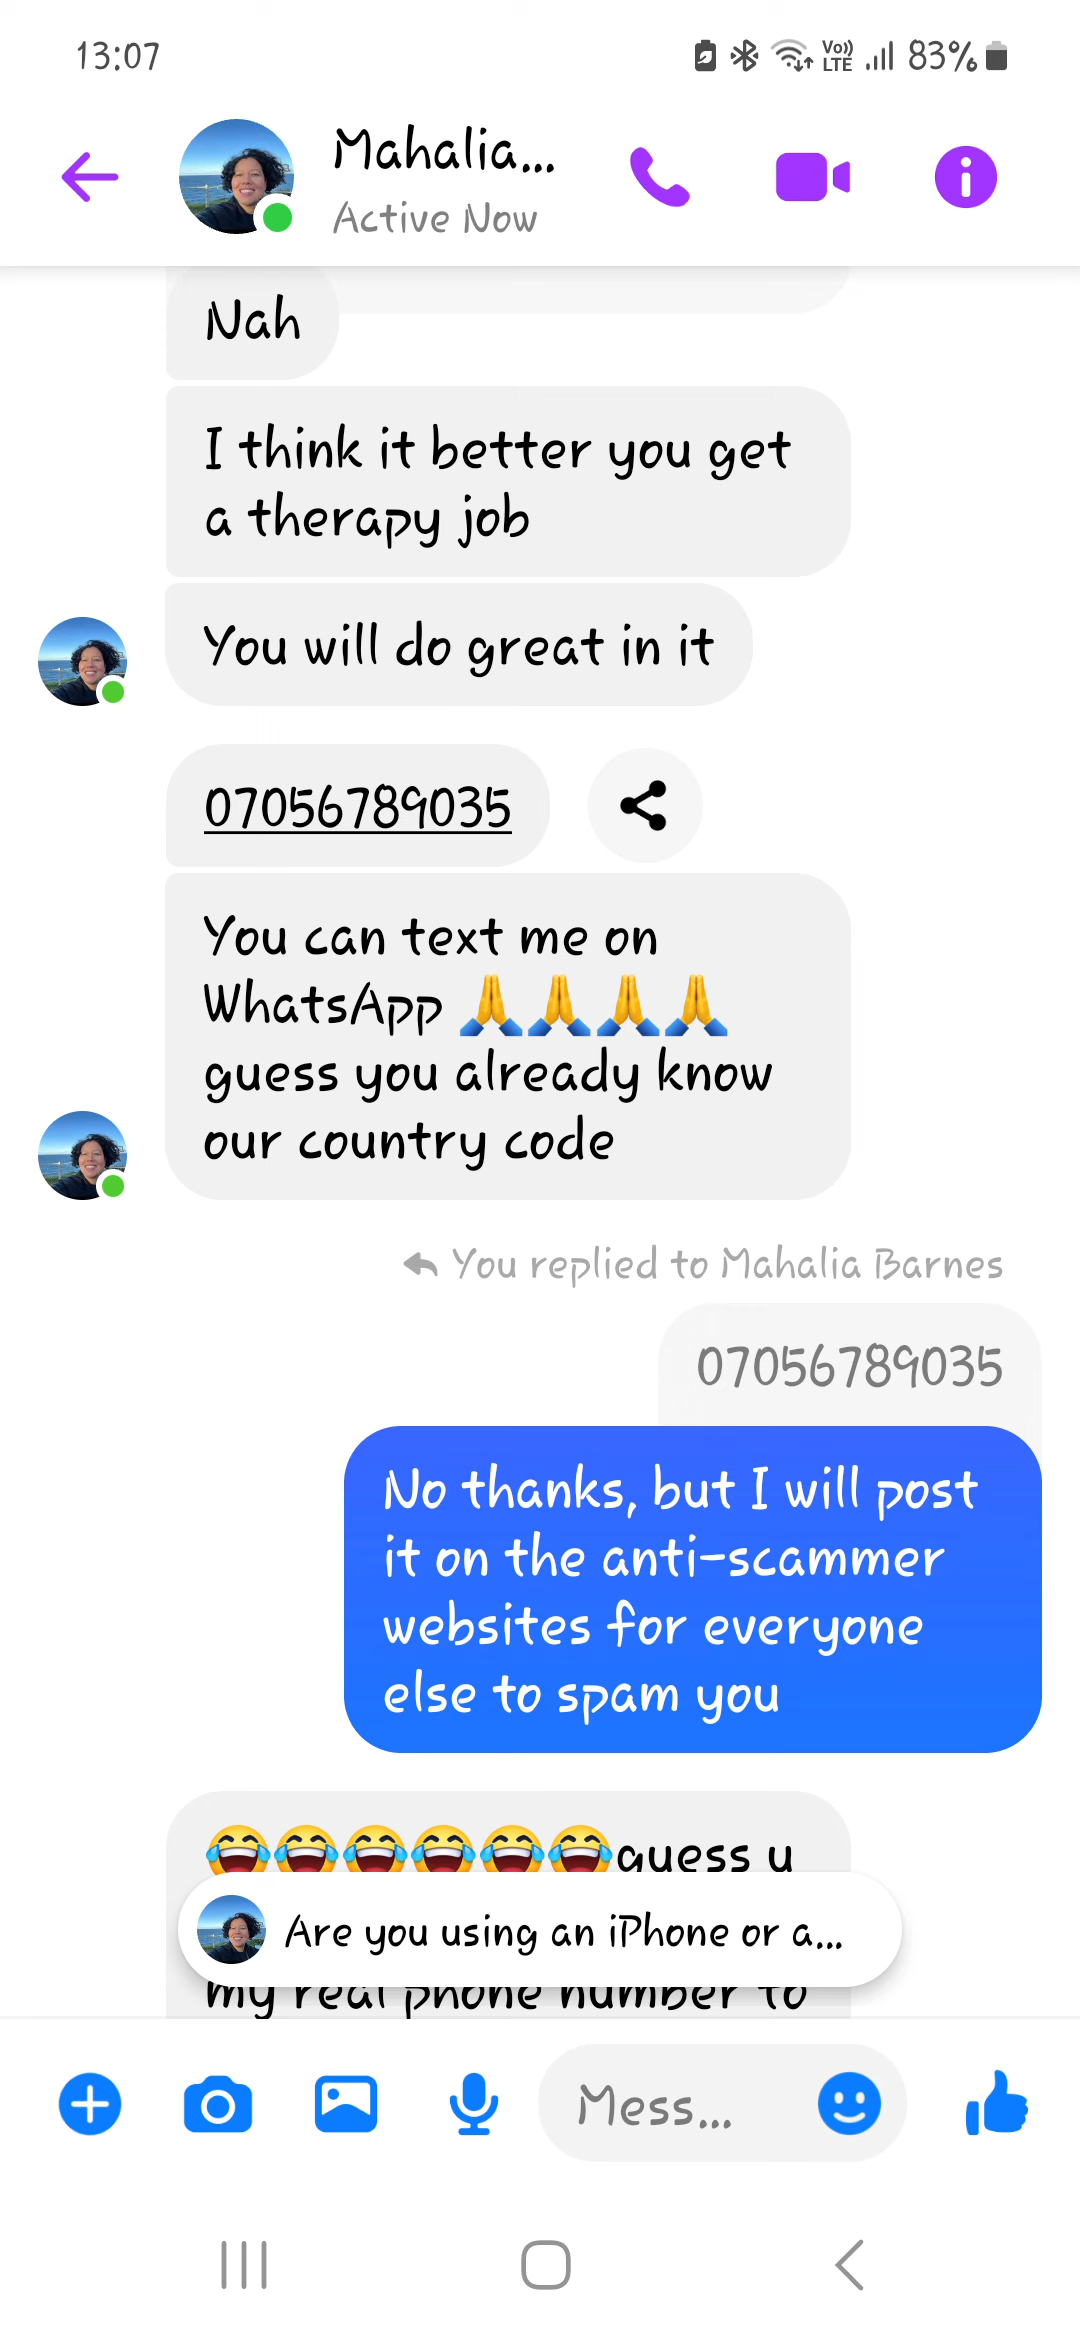 13:07
Vo))
LTE
83%
Mahalia...
Active Now
Nah
I think it better you get
a therapy job
You will do great in it
07056789035
You can text me on
WhatsApp 🙏🙏🙏🙏
guess you already know
our country code
You replied to Mahalia Barnes
07056789035
No thanks, but I will post
it on the anti-scammer
websites for everyone
else to spam you
😂😂😂😂😂😂guess u
Are you using an iPhone or a...
my real phone number to
Mess...